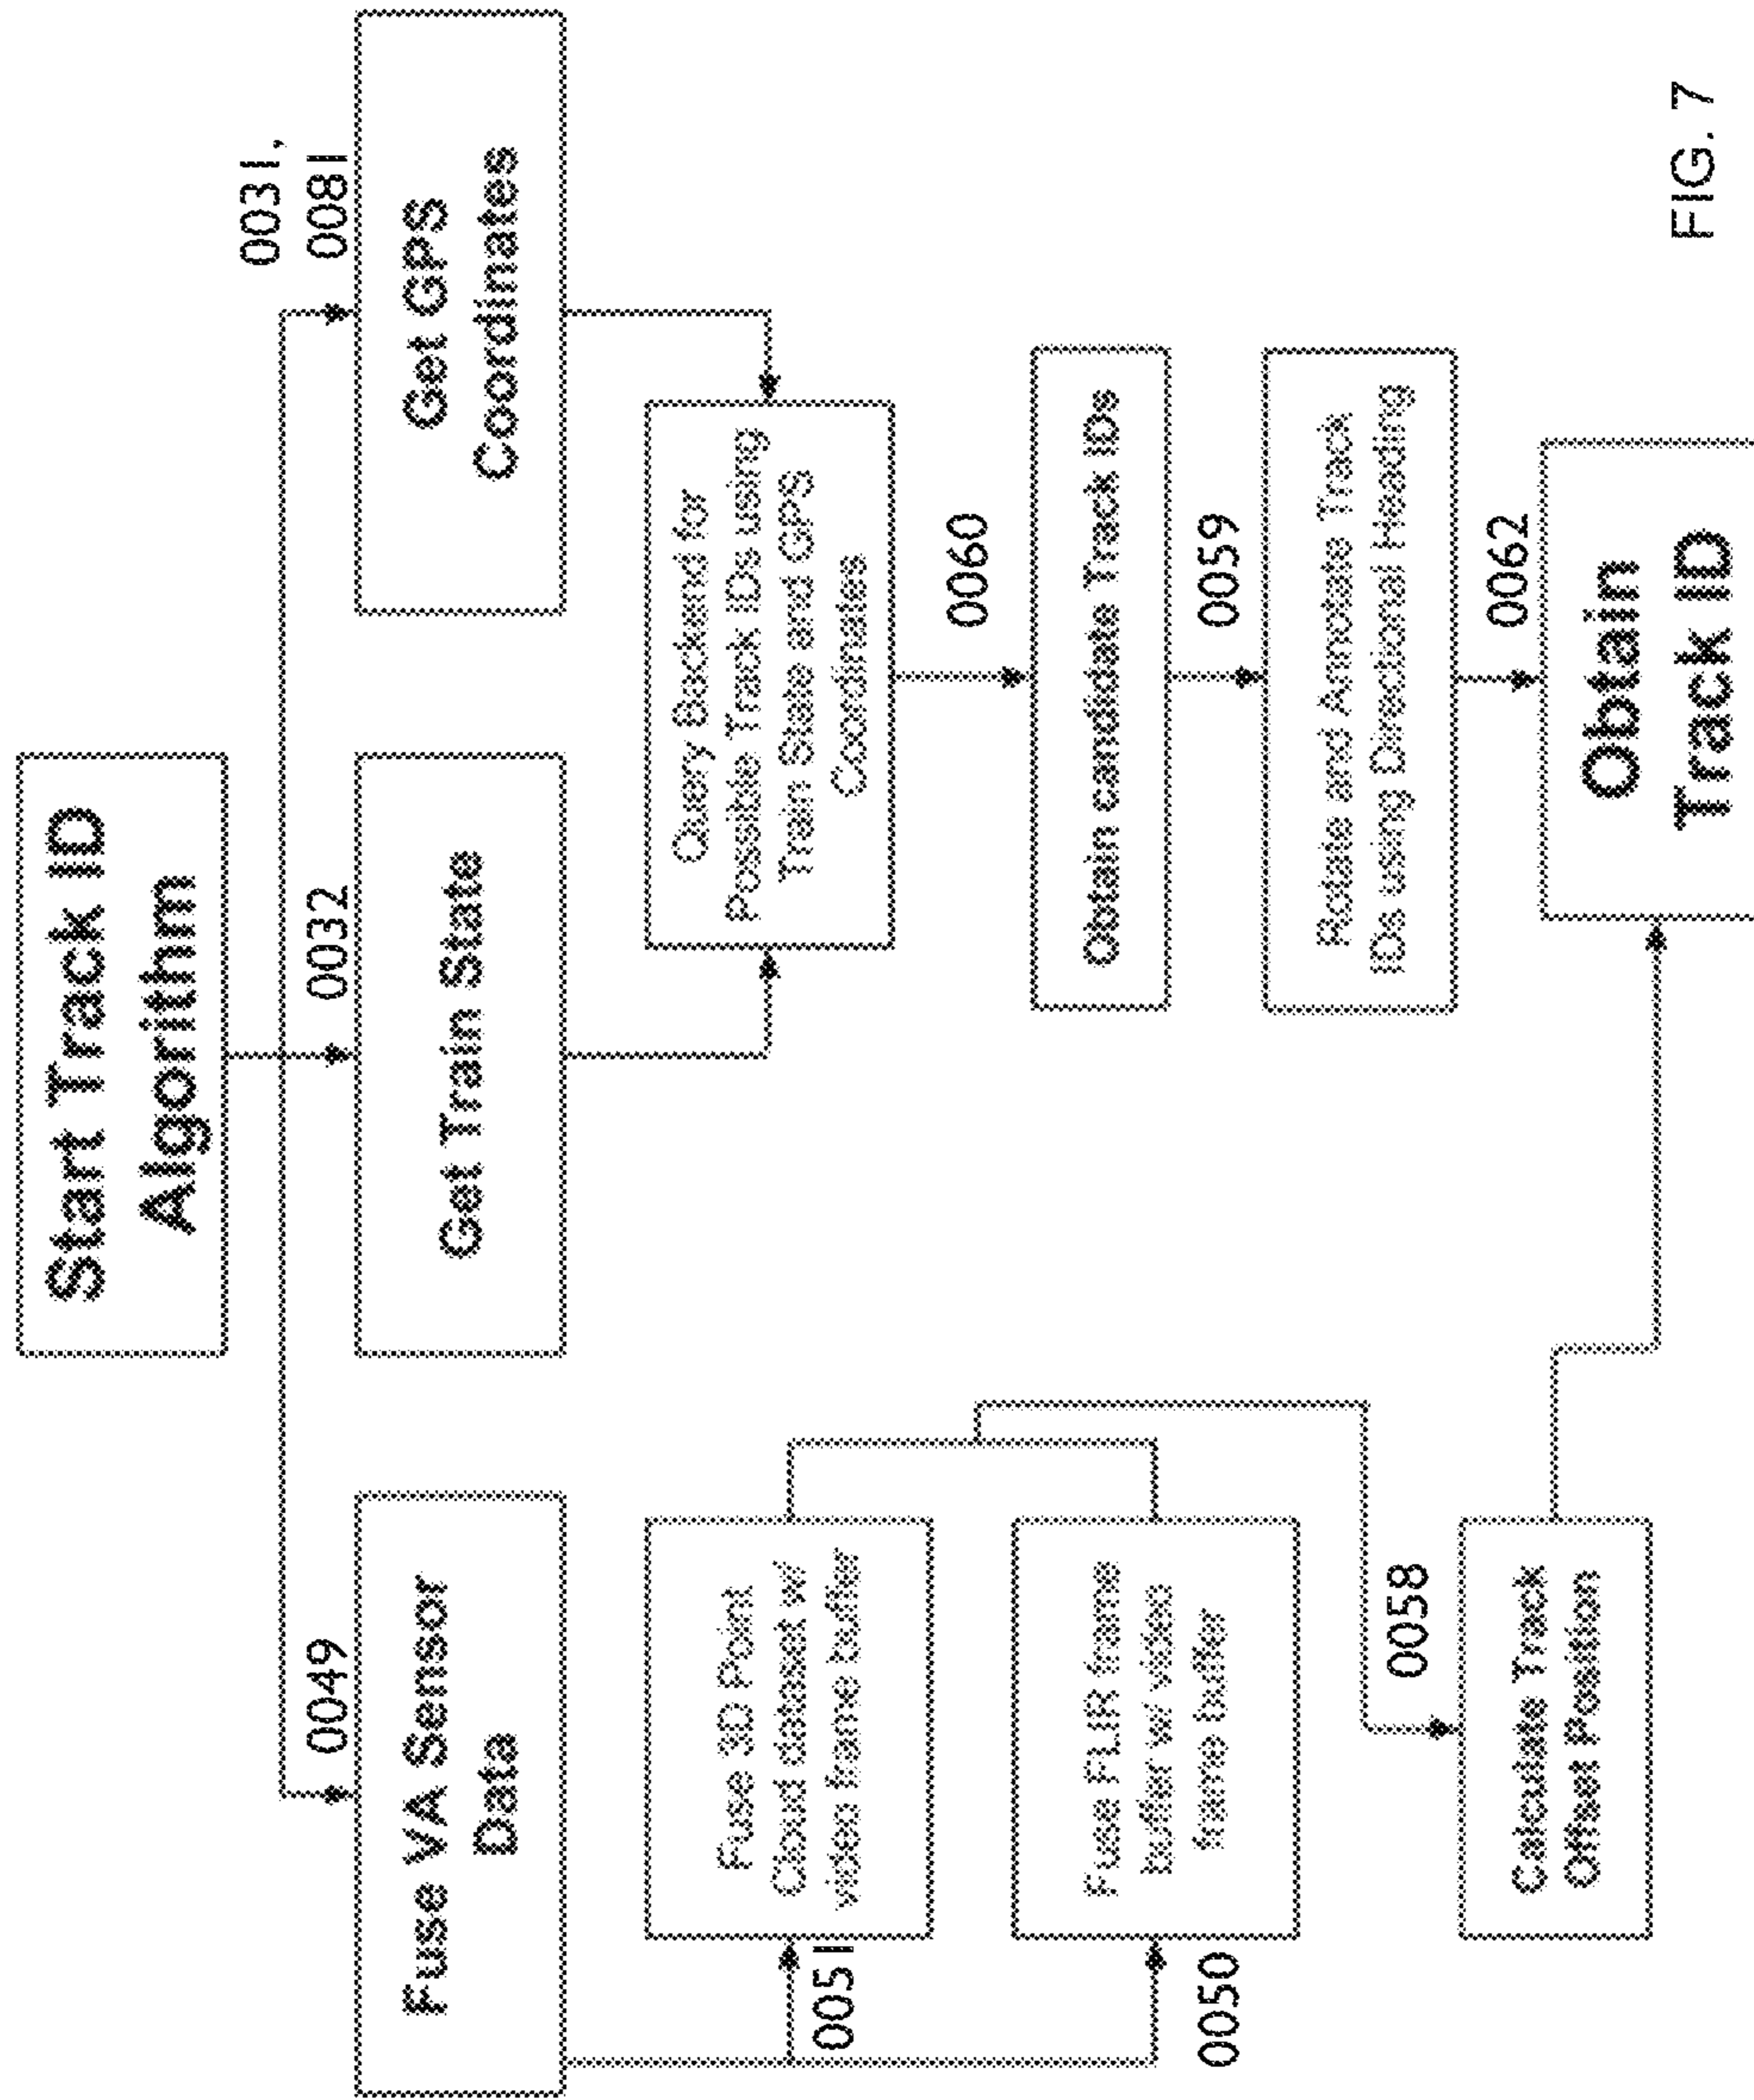 Start Track ID
Algorithm
0049
0032
0031,
0081
Fuse VA Sensor
Data
Get Train State
Get GPS
Coordinates
0051
Fuse 3D Point
Cloud dataset w/
video frame buffer
Query Backend for
Possible Track IDs using
Train State and GPS
Coordinates
0050
Fuse FLIR frame
buffer w/ video
frame buffer
0060
Obtain candidate Track IDs
0059
Rotate and Annotate Track
IDs using Directional Heading
0058
Calculate Track
Offset Position
0062
Obtain
Track ID
FIG. 7